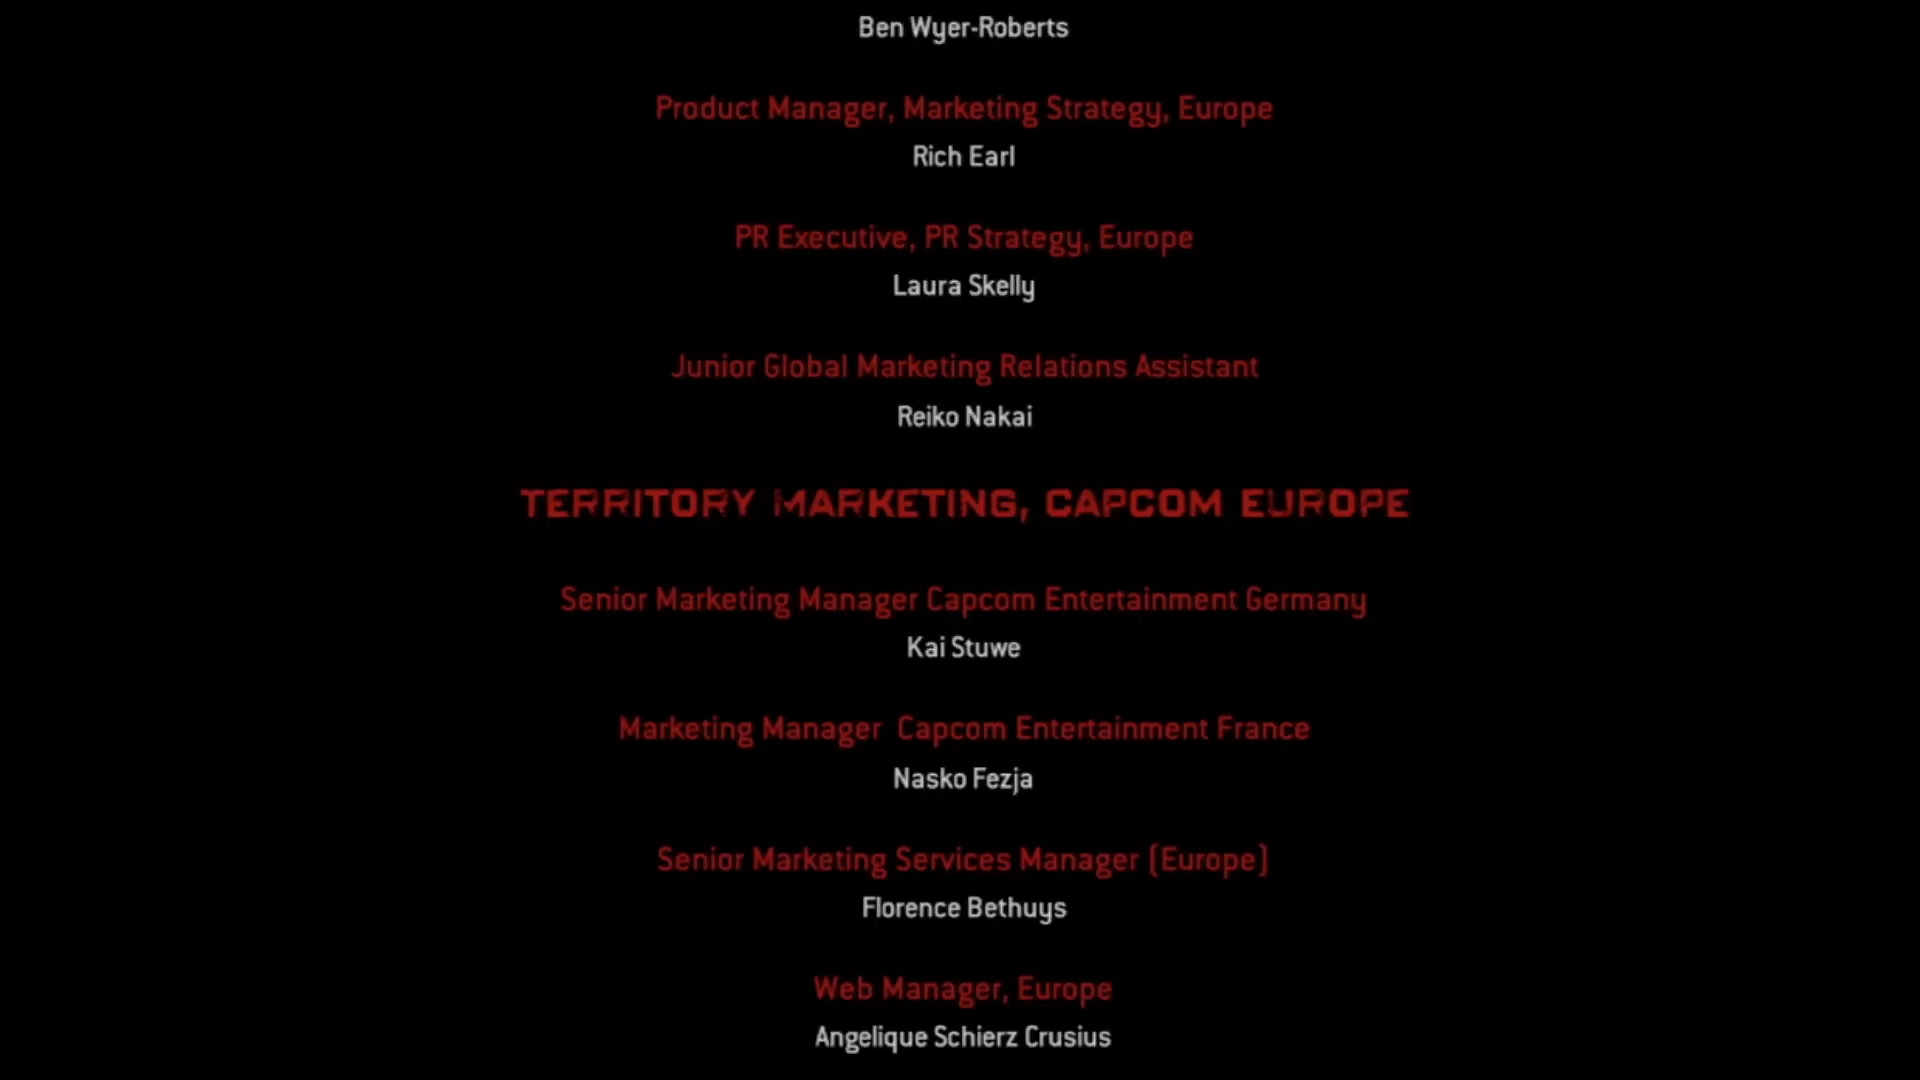 Ben Wyer-Roberts
Product Manager, Marketing Strategy, Europe
Rich Earl
PR Executive, PR Strategy, Europe
Laura Skelly
Junior Global Marketing Relations Assistant
Reiko Nakai
TERRITORY MARKETING, CAPCOM EUROPE
Senior Marketing Manager Capcom Entertainment Germany
Kai Stuwe
Marketing Manager  Capcom Entertainment France
Nasko Fezja
Senior Marketing Services Manager (Europe)
Florence Bethuys
Web Manager, Europe
Angelique Schierz Crusius